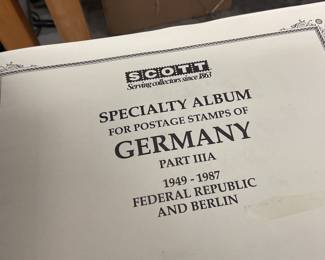 SCOTT
Serving collectors since 1863
SPECIALTY ALBUM
FOR POSTAGE STAMPS OF
GERMANY
PART IIIA
1949 - 1987
FEDERAL REPUBLIC
AND BERLIN